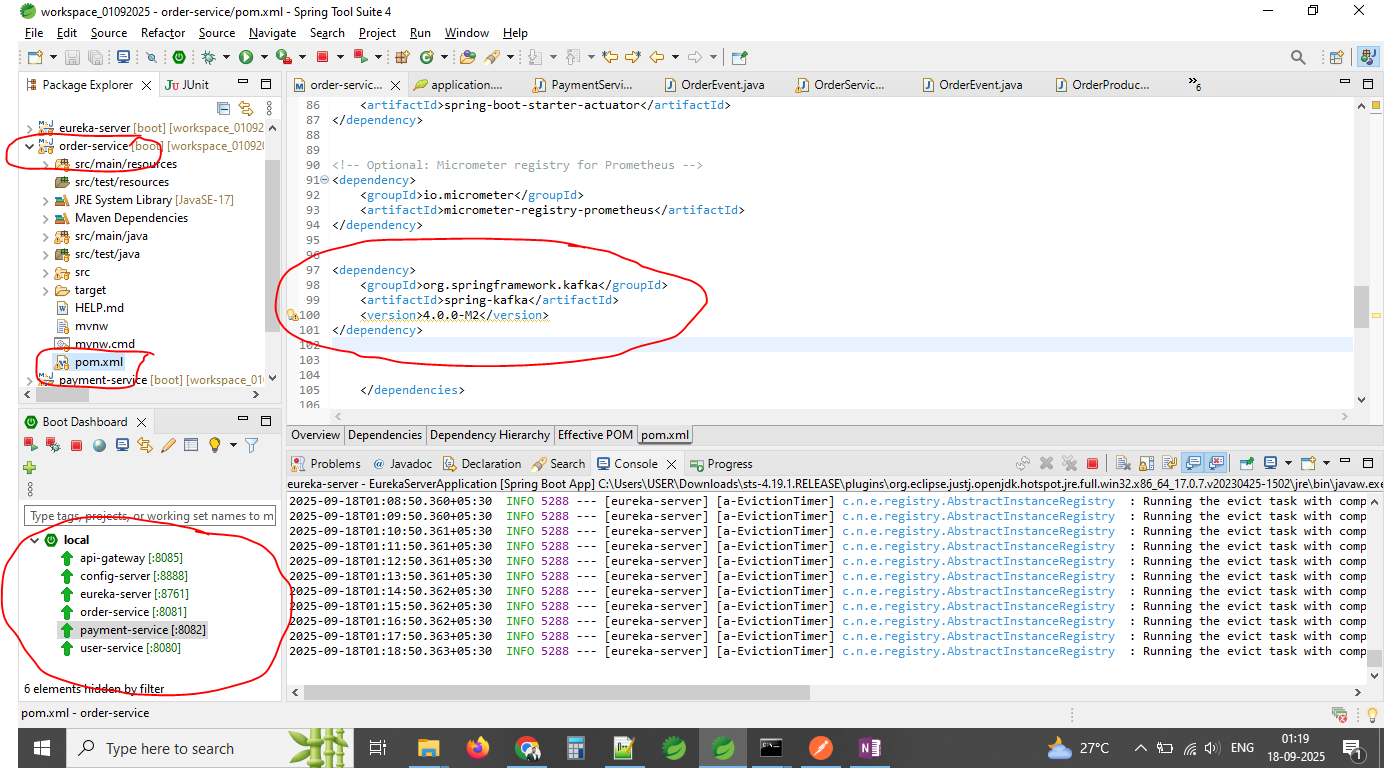 workspace_01092025 - order-service/pom.xml - Spring Tool Suite 4
File Edit Source Refactor Source Navigate Search Project Run Window Help
Package Explorer JUnit
order-servic... application.... PaymentServi... OrderEvent.java OrderServic... OrderEvent.java OrderProduc... 6
eureka-server [boot] [workspace_01092
order-service [boot] [workspace_01092
src/main/resources
src/test/resources
JRE System Library [JavaSE-17]
Maven Dependencies
src/main/java
src/test/java
src
target
HELP.md
mvnw
mvnw.cmd
pom.xml
payment-service [boot] [workspace_01
86 <artifactId>spring-boot-starter-actuator</artifactId>
87 </dependency>
88
89
90 <!-- Optional: Micrometer registry for Prometheus -->
91 <dependency>
92 <groupId>io.micrometer</groupId>
93 <artifactId>micrometer-registry-prometheus</artifactId>
94 </dependency>
95
96
97 <dependency>
98 <groupId>org.springframework.kafka</groupId>
99 <artifactId>spring-kafka</artifactId>
100 <version>4.0.0-M2</version>
101 </dependency>
102
103
104
105 </dependencies>
106
Overview Dependencies Dependency Hierarchy Effective POM pom.xml
Boot Dashboard
Type tags, projects, or working set names to m
local
api-gateway [:8085]
config-server [:8888]
eureka-server [:8761]
order-service [:8081]
payment-service [:8082]
user-service [:8080]
6 elements hidden by filter
Problems Javadoc Declaration Search Console Progress
eureka-server - EurekaServerApplication [Spring Boot App] C:\Users\USER\Downloads\sts-4.19.1.RELEASE\plugins\org.eclipse.justj.openjdk.hotspot.jre.full.win32.x86_64_17.0.7.v20230425-1502\jre\bin\javaw.exe
2025-09-18T01:08:50.360+05:30 INFO 5288 --- [eureka-server] [a-EvictionTimer] c.n.e.registry.AbstractInstanceRegistry : Running the evict task with comp
2025-09-18T01:09:50.360+05:30 INFO 5288 --- [eureka-server] [a-EvictionTimer] c.n.e.registry.AbstractInstanceRegistry : Running the evict task with comp
2025-09-18T01:10:50.361+05:30 INFO 5288 --- [eureka-server] [a-EvictionTimer] c.n.e.registry.AbstractInstanceRegistry : Running the evict task with comp
2025-09-18T01:11:50.361+05:30 INFO 5288 --- [eureka-server] [a-EvictionTimer] c.n.e.registry.AbstractInstanceRegistry : Running the evict task with comp
2025-09-18T01:12:50.361+05:30 INFO 5288 --- [eureka-server] [a-EvictionTimer] c.n.e.registry.AbstractInstanceRegistry : Running the evict task with comp
2025-09-18T01:13:50.361+05:30 INFO 5288 --- [eureka-server] [a-EvictionTimer] c.n.e.registry.AbstractInstanceRegistry : Running the evict task with comp
2025-09-18T01:14:50.362+05:30 INFO 5288 --- [eureka-server] [a-EvictionTimer] c.n.e.registry.AbstractInstanceRegistry : Running the evict task with comp
2025-09-18T01:15:50.362+05:30 INFO 5288 --- [eureka-server] [a-EvictionTimer] c.n.e.registry.AbstractInstanceRegistry : Running the evict task with comp
2025-09-18T01:16:50.362+05:30 INFO 5288 --- [eureka-server] [a-EvictionTimer] c.n.e.registry.AbstractInstanceRegistry : Running the evict task with comp
2025-09-18T01:17:50.363+05:30 INFO 5288 --- [eureka-server] [a-EvictionTimer] c.n.e.registry.AbstractInstanceRegistry : Running the evict task with comp
2025-09-18T01:18:50.363+05:30 INFO 5288 --- [eureka-server] [a-EvictionTimer] c.n.e.registry.AbstractInstanceRegistry : Running the evict task with comp
pom.xml - order-service
Type here to search
27°C ENG 01:19
18-09-2025 1